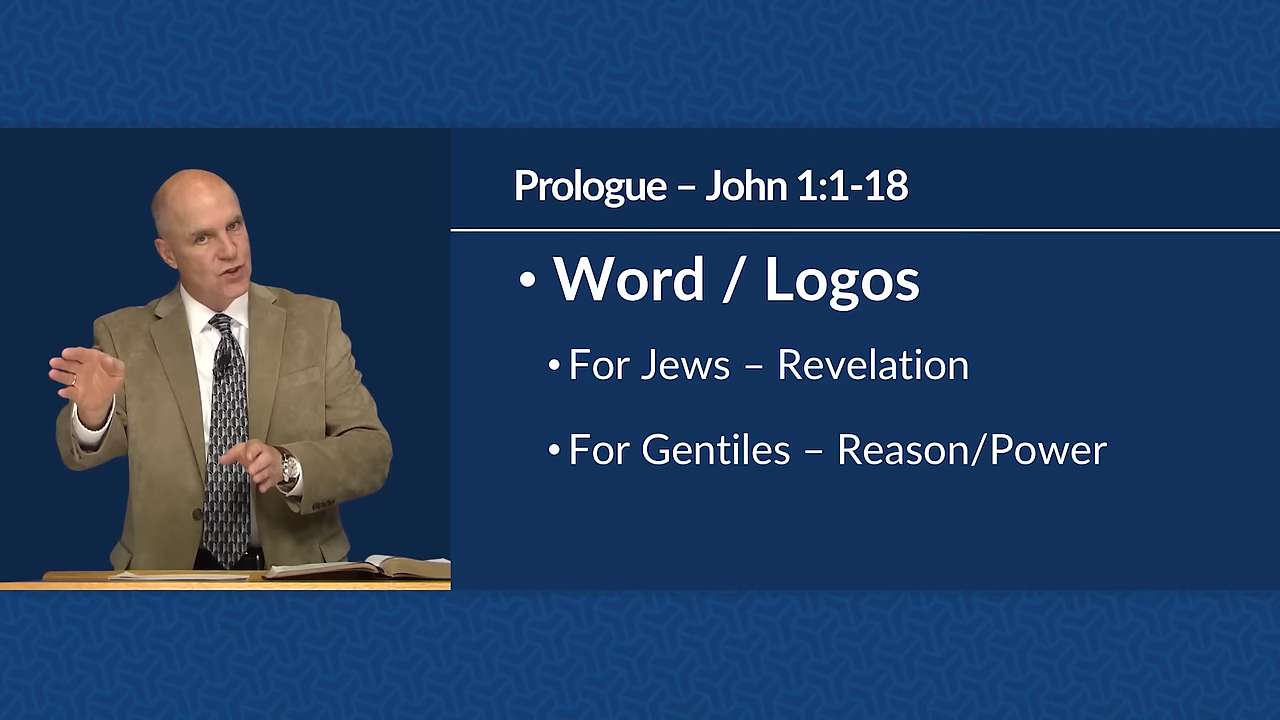 Prologue – John 1:1-18
• Word / Logos
• For Jews – Revelation
• For Gentiles – Reason/Power